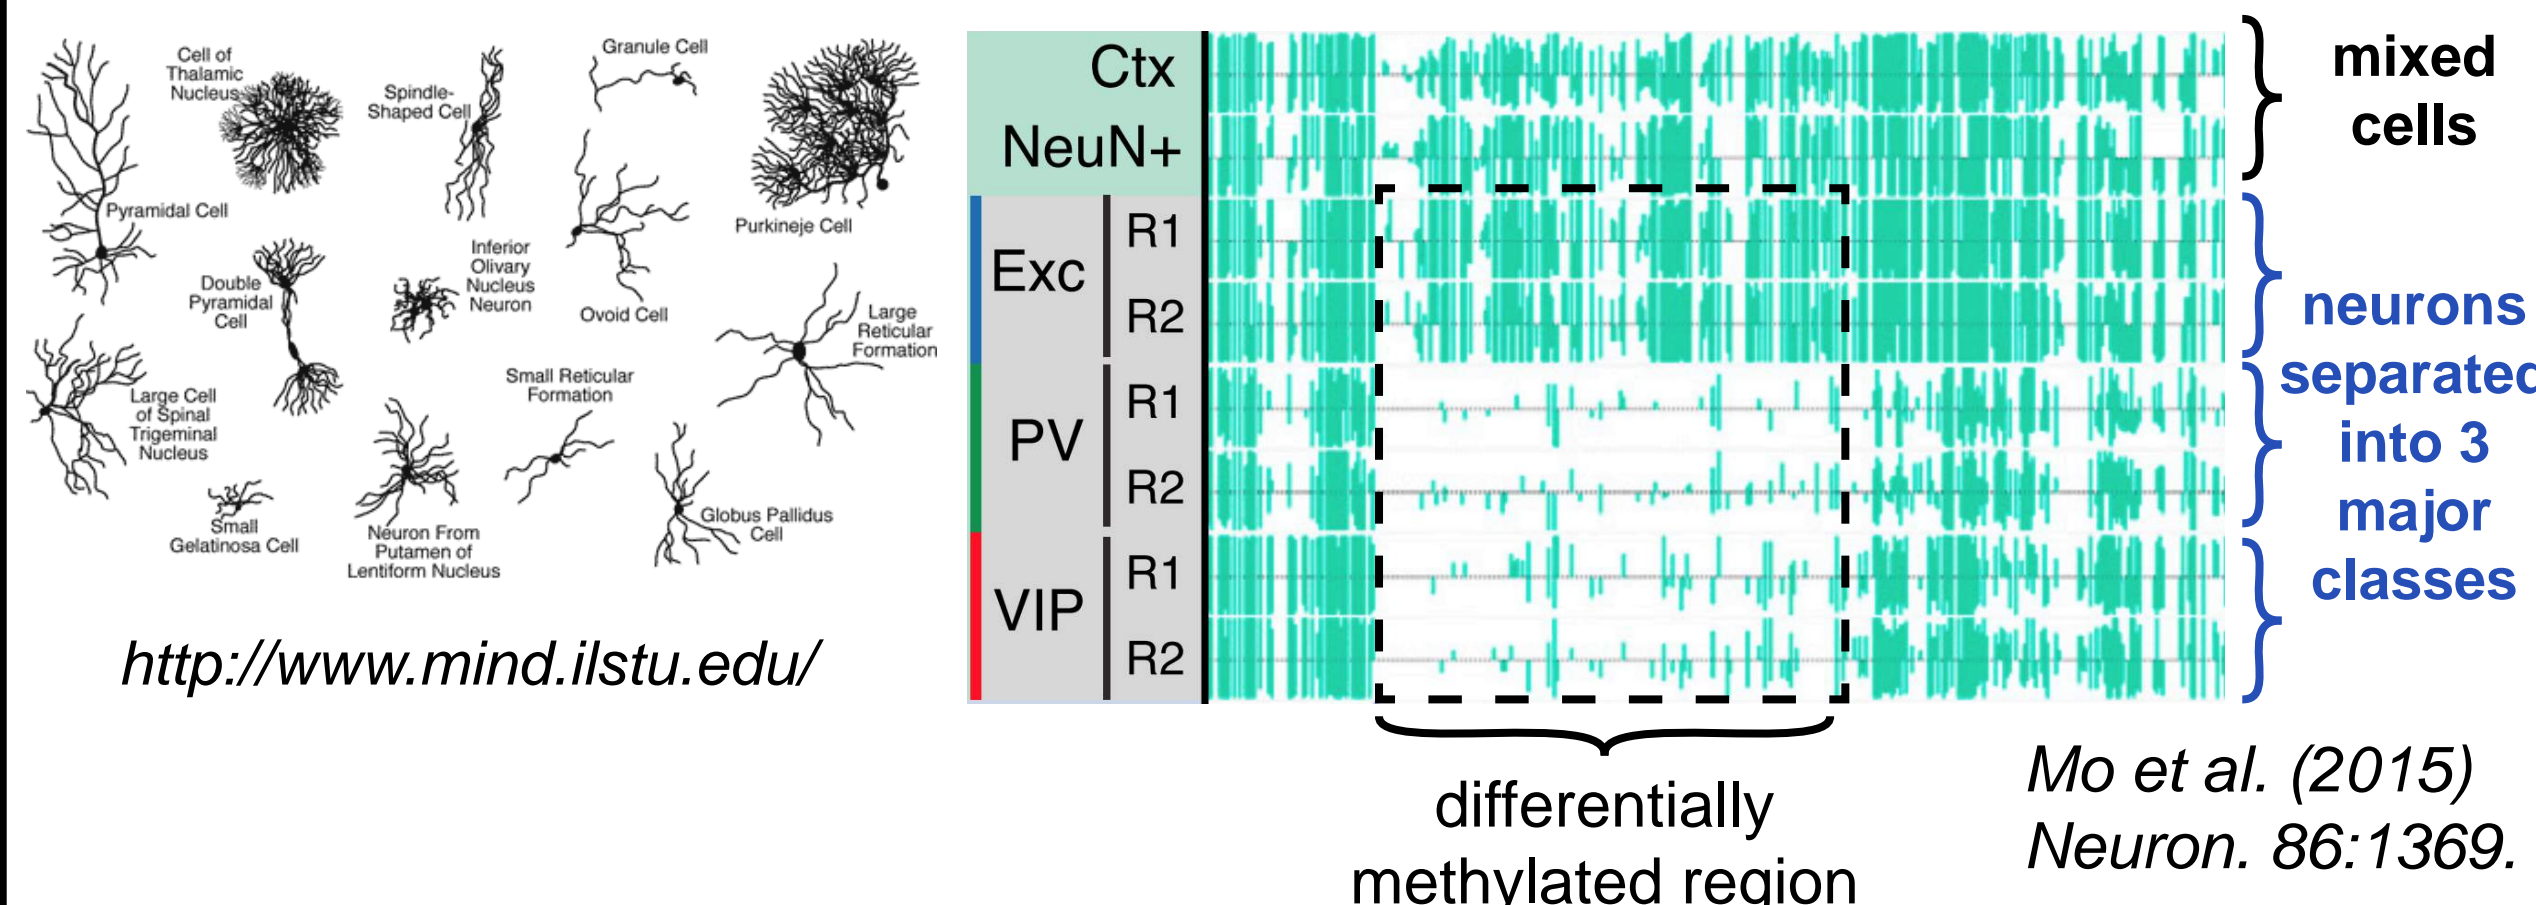 Cell of
Thalamic
Nucleus
Spindle-
Shaped Cell
Granule Cell
Pyramidal Cell
Purkinje Cell
Double
Pyramidal
Cell
Inferior
Olivary
Nucleus
Neuron
Ovoid Cell
Large
Reticular
Formation
Large Cell
of Spinal
Trigeminal
Nucleus
Small Reticular
Formation
Small
Gelatinosa Cell
Neuron From
Putamen of
Lentiform Nucleus
Globus Pallidus
Cell
http://www.mind.ilstu.edu/
Ctx
NeuN+
Exc
R1
R2
PV
R1
R2
VIP
R1
R2
mixed
cells
neurons
separated
into 3
major
classes
differentially
methylated region
Mo et al. (2015)
Neuron. 86:1369.